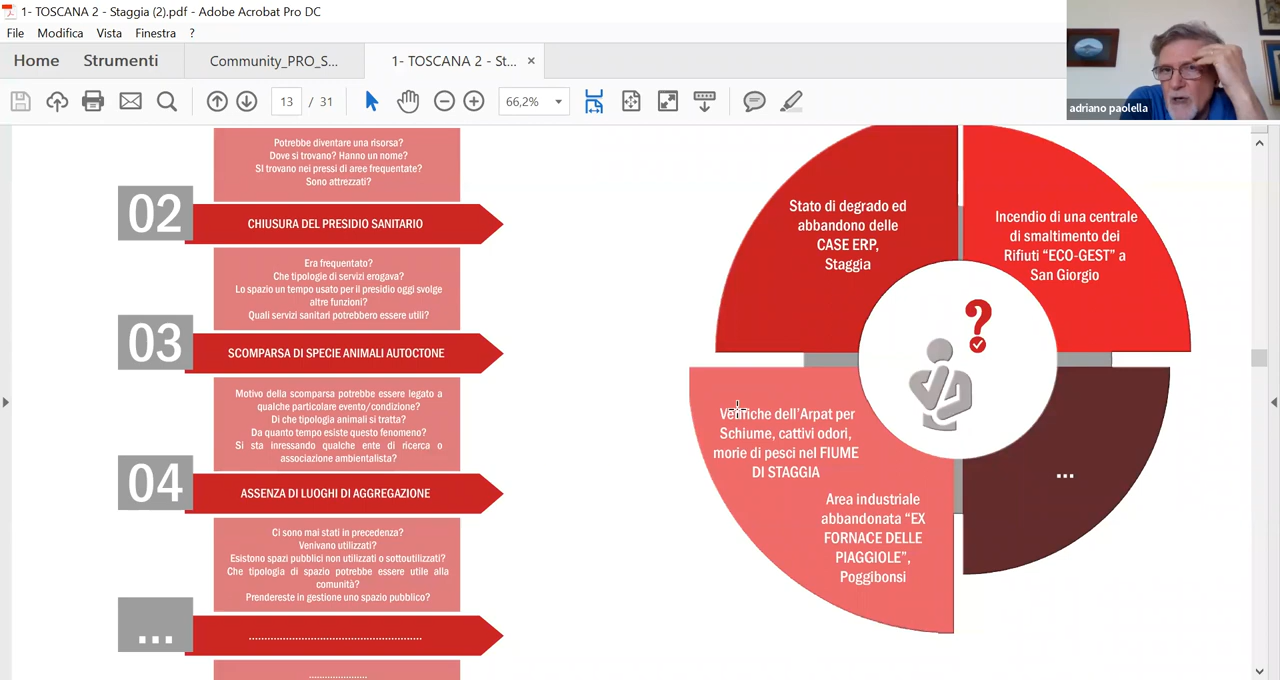 1- TOSCANA 2 - Staggia (2).pdf - Adobe Acrobat Pro DC
File Modifica Vista Finestra ?
Home Strumenti Community_PRO_S... 1- TOSCANA 2 - St... ×
13 / 31 66,2%
adriano paolella
Potrebbe diventare una risorsa?
Dove si trovano? Hanno un nome?
SI trovano nei pressi di aree frequentate?
Sono attrezzati?
02
CHIUSURA DEL PRESIDIO SANITARIO
Era frequentato?
Che tipologie di servizi erogava?
Lo spazio un tempo usato per il presidio oggi svolge
altre funzioni?
Quali servizi sanitari potrebbero essere utili?
03
SCOMPARSA DI SPECIE ANIMALI AUTOCTONE
Motivo della scomparsa potrebbe essere legato a
qualche particolare evento/condizione?
Di che tipologia animali si tratta?
Da quanto tempo esiste questo fenomeno?
Si sta inressando qualche ente di ricerca o
associazione ambientalista?
04
ASSENZA DI LUOGHI DI AGGREGAZIONE
Ci sono mai stati in precedenza?
Venivano utilizzati?
Esistono spazi pubblici non utilizzati o sottoutilizzati?
Che tipologia di spazio potrebbe essere utile alla
comunità?
Prendereste in gestione uno spazio pubblico?
...
......................................................
.....................
Stato di degrado ed
abbandono delle
CASE ERP,
Staggia
Incendio di una centrale
di smaltimento dei
Rifiuti “ECO-GEST” a
San Giorgio
?
Verifiche dell’Arpat per
Schiume, cattivi odori,
morie di pesci nel FIUME
DI STAGGIA
Area industriale
abbandonata “EX
FORNACE DELLE
PIAGGIOLE”,
Poggibonsi
...